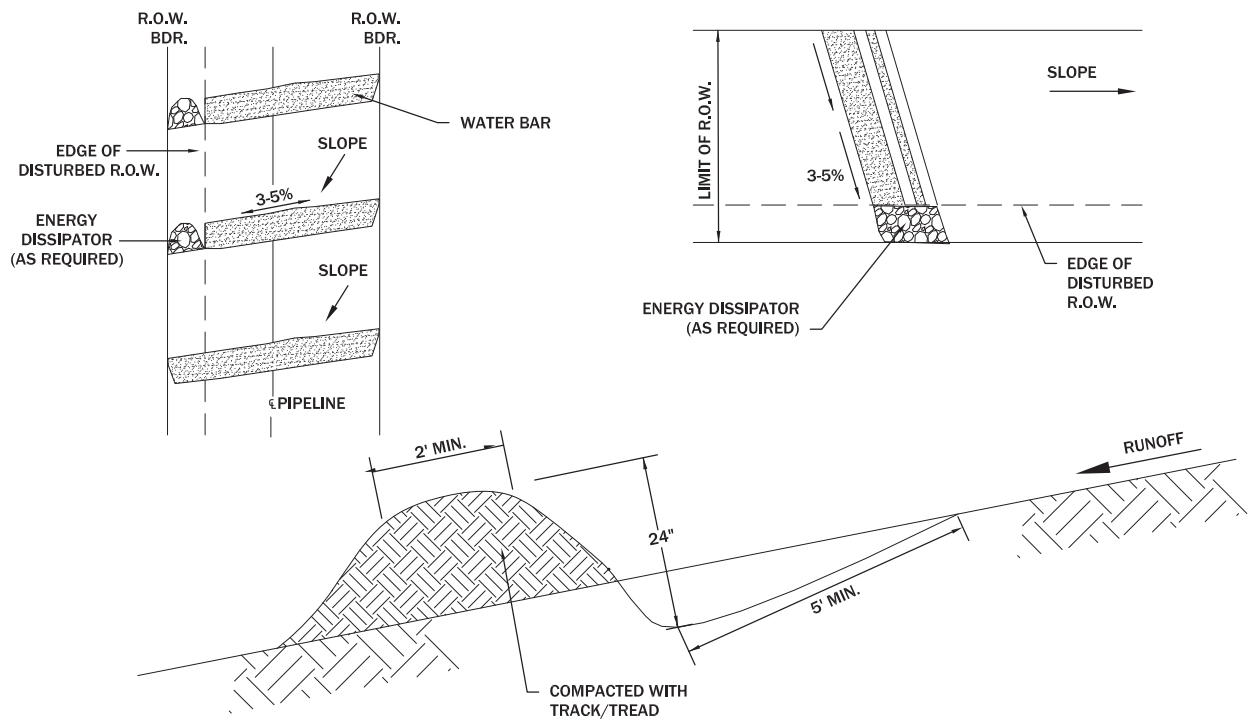 R.O.W.
BDR.
R.O.W.
BDR.
WATER BAR
EDGE OF
DISTURBED R.O.W.
SLOPE
3-5%
ENERGY
DISSIPATOR
(AS REQUIRED)
SLOPE
℄ PIPELINE
LIMIT OF R.O.W.
SLOPE
3-5%
EDGE OF
DISTURBED
R.O.W.
ENERGY DISSIPATOR
(AS REQUIRED)
2' MIN.
24"
5' MIN.
RUNOFF
COMPACTED WITH
TRACK/TREAD